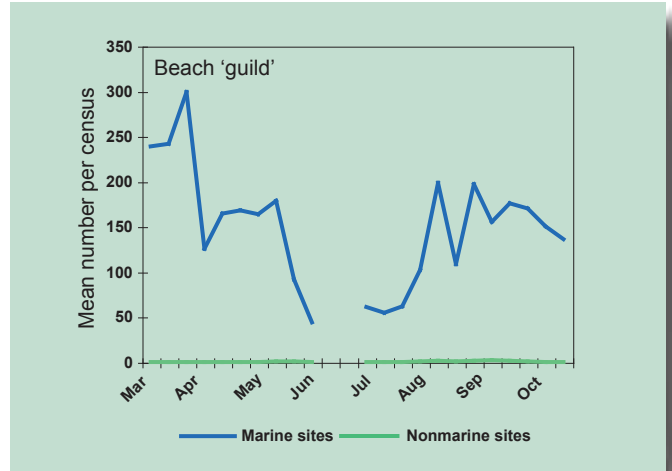 Beach 'guild'
Mean number per census
350
300
250
200
150
100
50
0
Mar
Apr
May
Jun
Jul
Aug
Sep
Oct
Marine sites
Nonmarine sites